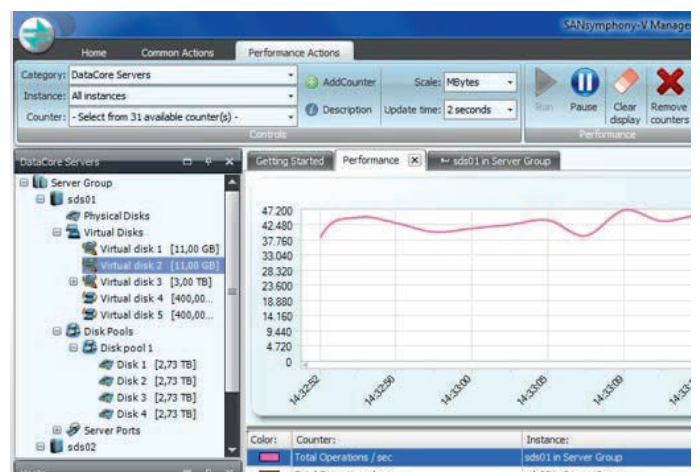 SANsymphony-V Manage
Home Common Actions Performance Actions
Category: DataCore Servers
Instance: All instances
Counter: - Select from 31 available counter(s) -
AddCounter
Description
Scale: MBytes
Update time: 2 seconds
Run
Pause
Clear display
Remove counters
Controls
Performance
DataCore Servers
Server Group
sds01
Physical Disks
Virtual Disks
Virtual disk 1 [11,00 GB]
Virtual disk 2 [11,00 GB]
Virtual disk 3 [3,00 TB]
Virtual disk 4 [400,00...
Virtual disk 5 [400,00...
Disk Pools
Disk pool 1
Disk 1 [2,73 TB]
Disk 2 [2,73 TB]
Disk 3 [2,73 TB]
Disk 4 [2,73 TB]
Server Ports
sds02
Getting Started Performance sds01 in Server Group
47.200
42.480
37.760
33.040
28.320
23.600
18.880
14.160
9.440
4.720
0
14:32:52 14:32:56 14:33:00 14:33:05 14:33:09
Color: Counter: Instance:
Total Operations / sec sds01 in Server Group